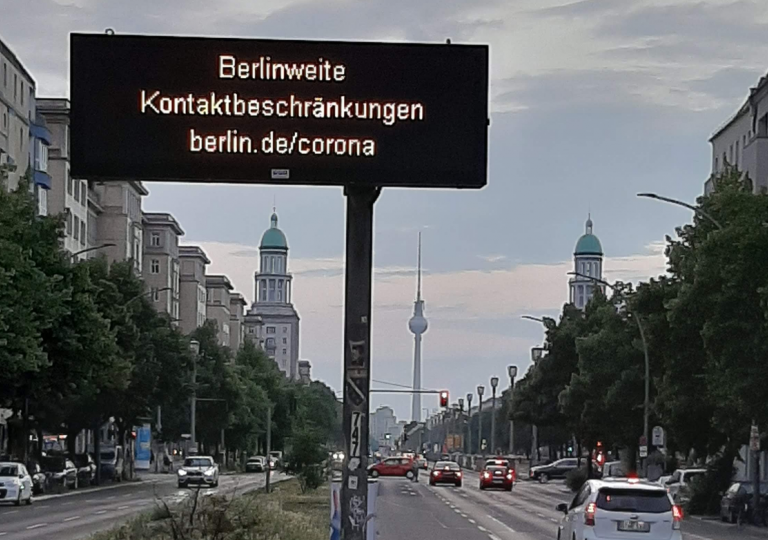 Berlinweite
Kontaktbeschränkungen
berlin.de/corona